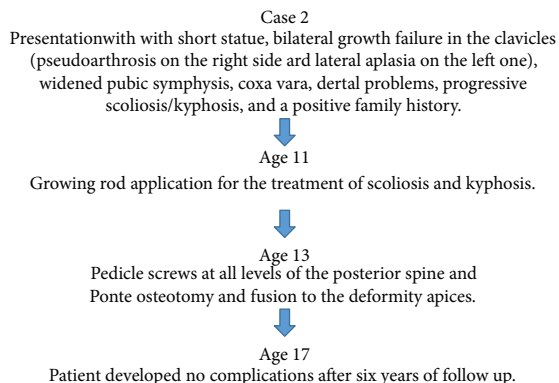 Case 2
Presentationwith with short statue, bilateral growth failure in the clavicles
(pseudoarthrosis on the right side ard lateral aplasia on the left one),
widened pubic symphysis, coxa vara, dertal problems, progressive
scoliosis/kyphosis, and a positive family history.
Age 11
Growing rod application for the treatment of scoliosis and kyphosis.
Age 13
Pedicle screws at all levels of the posterior spine and
Ponte osteotomy and fusion to the deformity apices.
Age 17
Patient developed no complications after six years of follow up.